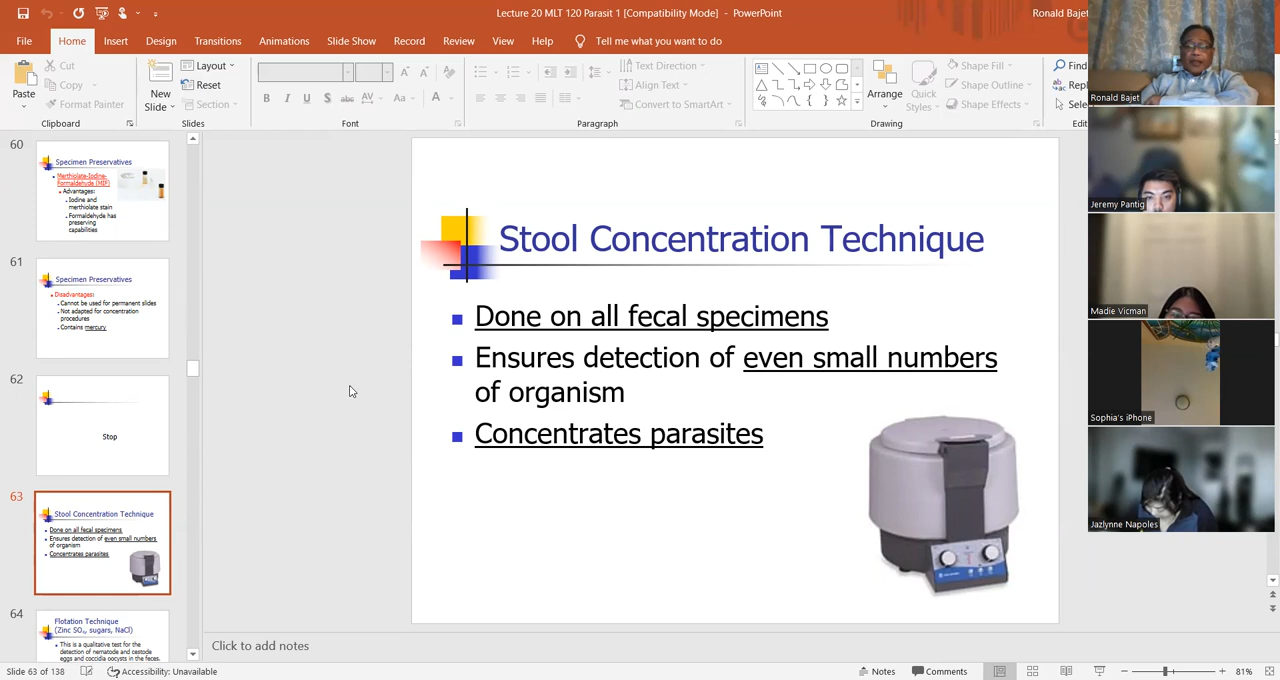 Lecture 20 MLT 120 Parasit 1 [Compatibility Mode] - PowerPoint
Ronald Bajet
File Home Insert Design Transitions Animations Slide Show Record Review View Help Tell me what you want to do
Paste
Cut
Copy
Format Painter
Clipboard
New
Slide
Layout
Reset
Section
Slides
B I U S abc AV Aa A
Font
Text Direction
Align Text
Convert to SmartArt
Paragraph
Arrange
Quick
Styles
Shape Fill
Shape Outline
Shape Effects
Drawing
Find
Repl
Sele
Edit
60
Specimen Preservatives
Merthiolate-Iodine-
Formaldehyde (MIF)
Advantages:
Iodine and
merthiolate stain
Formaldehyde has
preserving
capabilities
61
Specimen Preservatives
Disadvantages:
Cannot be used for permanent slides
Not adapted for concentration
procedures
Contains mercury
62
Stop
63
Stool Concentration Technique
Done on all fecal specimens
Ensures detection of even small numbers
of organism
Concentrates parasites
64
Flotation Technique
(Zinc SO4, sugars, NaCl)
This is a qualitative test for the
detection of nematode and cestode
eggs and coccidia oocysts in the feces.
Stool Concentration Technique
Done on all fecal specimens
Ensures detection of even small numbers
of organism
Concentrates parasites
Ronald Bajet
Jeremy Pantig
Madie Vicman
Sophia's iPhone
Jazlynne Napoles
Click to add notes
Slide 63 of 138
Accessibility: Unavailable
Notes
Comments
81%